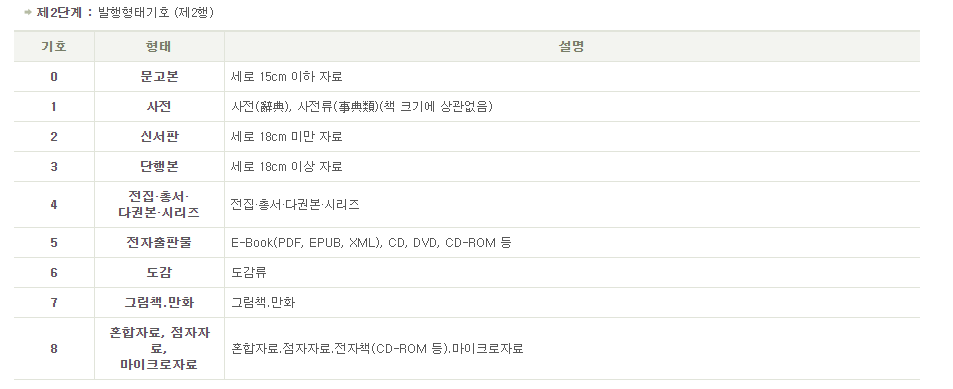 제2단계 : 발행형태기호 (제2행)
기호 형태 설명
0 문고본 세로 15cm 이하 자료
1 사전 사전(辭典), 사전류(事典類)(책 크기에 상관없음)
2 신서판 세로 18cm 미만 자료
3 단행본 세로 18cm 이상 자료
4 전집·총서·
다권본·시리즈 전집·총서·다권본·시리즈
5 전자출판물 E-Book(PDF, EPUB, XML), CD, DVD, CD-ROM 등
6 도감 도감류
7 그림책.만화 그림책.만화
8 혼합자료, 점자자
료,
마이크로자료 혼합자료.점자자료.전자책(CD-ROM 등).마이크로자료